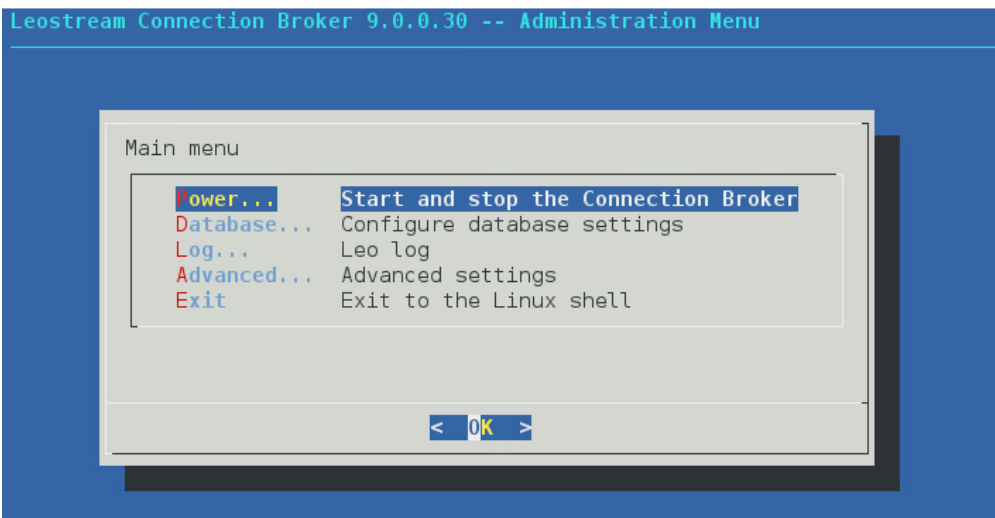 Leostream Connection Broker 9.0.0.30 -- Administration Menu
Main menu
Power... Start and stop the Connection Broker
Database... Configure database settings
Log... Leo log
Advanced... Advanced settings
Exit Exit to the Linux shell
< OK >